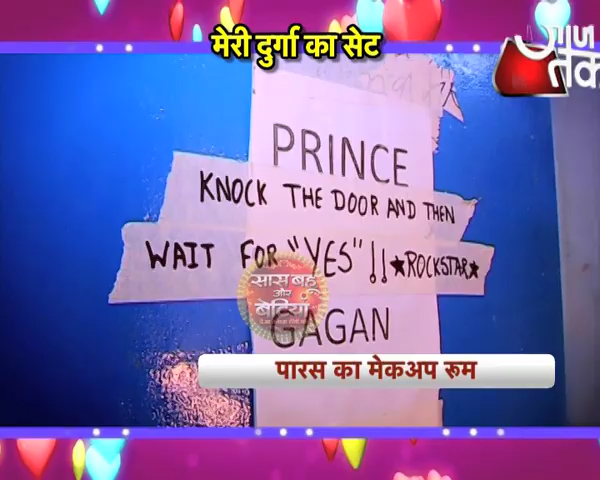 मेरी दुर्गा का सेट
आज
तक
PRINCE
KNOCK THE DOOR AND THEN
WAIT FOR "YES"!! ★ROCKSTAR★
सास बहू
और
बेटियां
GAGAN
पारस का मेकअप रूम